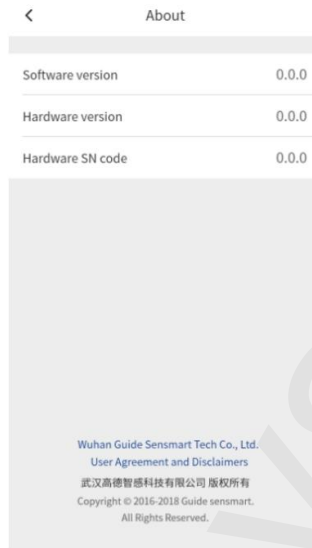 About
Software version 0.0.0
Hardware version 0.0.0
Hardware SN code 0.0.0
Wuhan Guide Sensmart Tech Co., Ltd.
User Agreement and Disclaimers
武汉高德智感科技有限公司 版权所有
Copyright © 2016-2018 Guide sensmart.
All Rights Reserved.